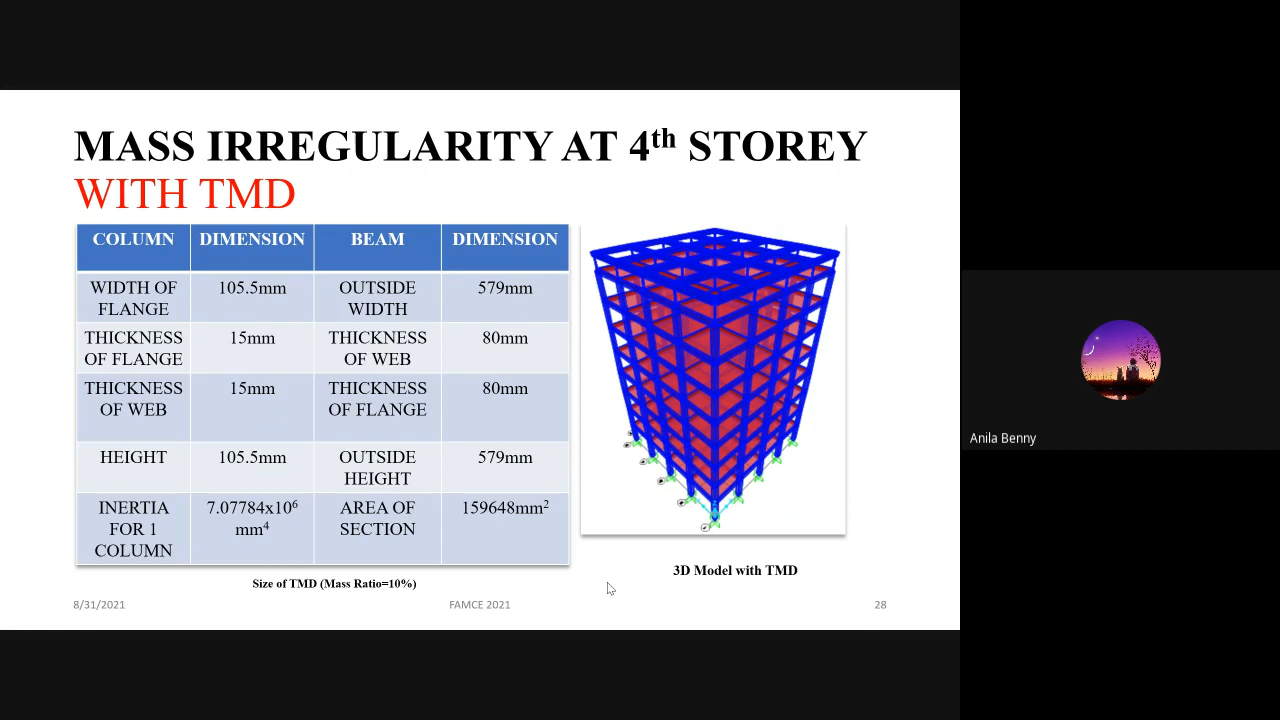 MASS IRREGULARITY AT 4th STOREY
WITH TMD
COLUMN DIMENSION BEAM DIMENSION
WIDTH OF FLANGE 105.5mm OUTSIDE WIDTH 579mm
THICKNESS OF FLANGE 15mm THICKNESS OF WEB 80mm
THICKNESS OF WEB 15mm THICKNESS OF FLANGE 80mm
HEIGHT 105.5mm OUTSIDE HEIGHT 579mm
INERTIA FOR 1 COLUMN 7.07784x10⁶ mm⁴ AREA OF SECTION 159648mm²
Size of TMD (Mass Ratio=10%)
3D Model with TMD
8/31/2021 FAMCE 2021 28
Anila Benny